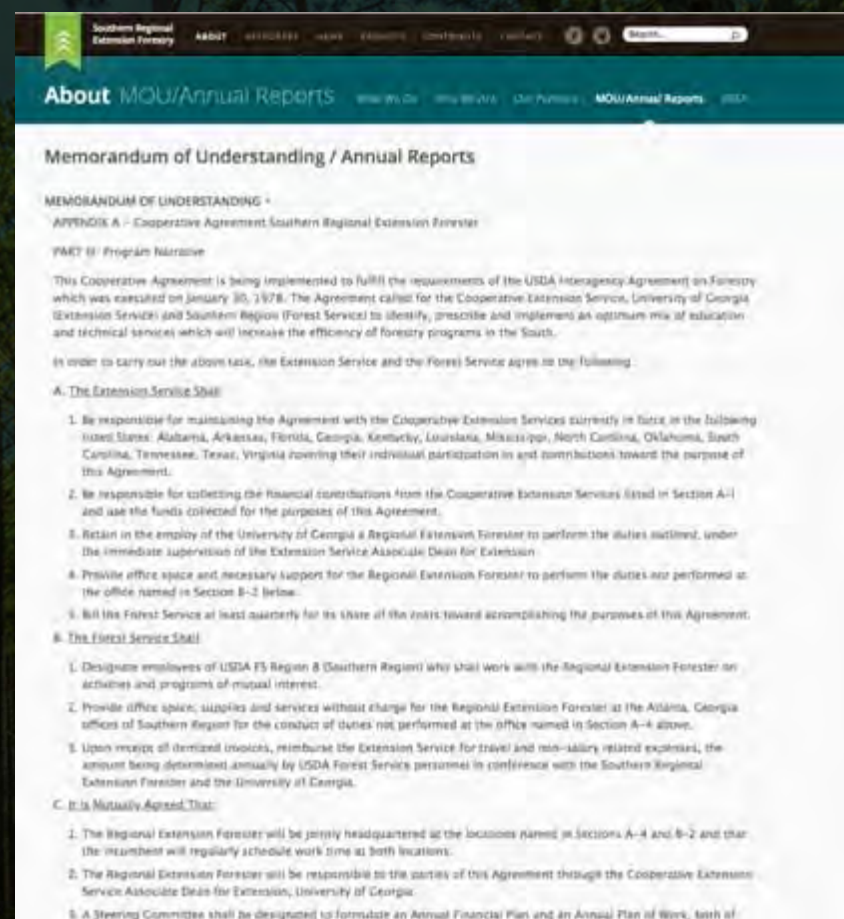 Southern Regional
Extension Forestry
ABOUT
NEWS
PRODUCTS
CONTACT
Search...
About MOU/Annual Reports
What We Do
Who We Are
Our Partners
MOU/Annual Reports
Memorandum of Understanding / Annual Reports
MEMORANDUM OF UNDERSTANDING
APPENDIX A – Cooperative Agreement Southern Regional Extension Forester
PART III: Program Narrative
This Cooperative Agreement is being implemented to fulfill the requirements of the USDA Interagency Agreement on Forestry
which was executed on January 30, 1978. The Agreement called for the Cooperative Extension Service, University of Georgia
(Extension Service) and Southern Region (Forest Service) to identify, prescribe and implement an optimum mix of education
and technical services which will increase the efficiency of forestry programs in the South.
In order to carry out the above task, the Extension Service and the Forest Service agree to the following
A. The Extension Service Shall
1. Be responsible for maintaining the Agreement with the Cooperative Extension Services currently in force in the following
listed States: Alabama, Arkansas, Florida, Georgia, Kentucky, Louisiana, Mississippi, North Carolina, Oklahoma, South
Carolina, Tennessee, Texas, Virginia covering their individual participation in and contributions toward the purpose of
this Agreement.
2. Be responsible for collecting the financial contributions from the Cooperative Extension Services listed in Section A-1
and use the funds collected for the purposes of this Agreement.
3. Retain in the employ of the University of Georgia a Regional Extension Forester to perform the duties outlined, under
the immediate supervision of the Extension Service Associate Dean for Extension
4. Provide office space and necessary support for the Regional Extension Forester to perform the duties not performed at
the office named in Section B-2 below.
5. Bill the Forest Service at least quarterly for its share of the costs toward accomplishing the purposes of this Agreement.
B. The Forest Service Shall
1. Designate employees of USDA FS Region 8 (Southern Region) who shall work with the Regional Extension Forester on
activities and programs of mutual interest.
2. Provide office space, supplies and services without charge for the Regional Extension Forester at the Atlanta, Georgia
offices of Southern Region for the conduct of duties not performed at the office named in Section A-4 above.
3. Upon receipt of itemized invoices, reimburse the Extension Service for travel and non-salary related expenses, the
amount being determined annually by USDA Forest Service personnel in conference with the Southern Regional
Extension Forester and the University of Georgia.
C. It is Mutually Agreed That
1. The Regional Extension Forester will be jointly headquartered at the locations named in Sections A-4 and B-2 and that
the incumbent will regularly schedule work time at both locations.
2. The Regional Extension Forester will be responsible to the parties of this Agreement through the Cooperative Extension
Service Associate Dean for Extension, University of Georgia.
3. A Steering Committee shall be designated to formulate an Annual Financial Plan and an Annual Plan of Work, both of